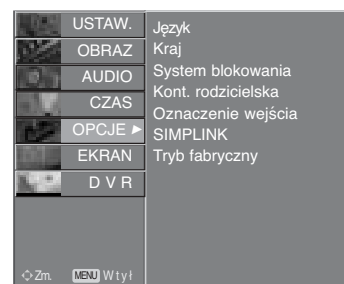 USTAW.
OBRAZ
AUDIO
CZAS
OPCJE
EKRAN
D V R
Język
Kraj
System blokowania
Kont. rodzicielska
Oznaczenie wejścia
SIMPLINK
Tryb fabryczny
Zm. MENU Wtył